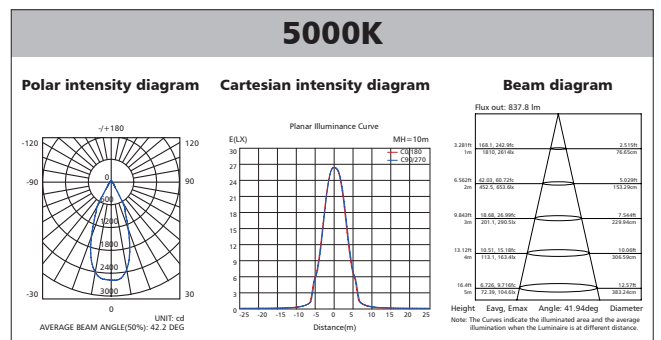 5000K
Polar intensity diagram
Cartesian intensity diagram
Beam diagram
-/+180
-120
120
-90
90
0
600
1200
1800
2400
3000
-30
30
0
UNIT: cd
AVERAGE BEAM ANGLE(50%): 42.2 DEG
Planar Illuminance Curve
E(LX)
MH=10m
C0/180
C90/270
30
27
24
21
18
15
12
9
6
3
0
-25 -20 -15 -10 -5 0 5 10 15 20 25
Distance(m)
Flux out: 837.8 lm
3.281ft 168.1, 242.9fc 2.515ft
1m 1810, 2614lx 76.65cm
6.562ft 42.03, 60.72fc 5.029ft
2m 452.5, 653.6lx 153.29cm
9.843ft 18.68, 26.99fc 7.544ft
3m 201.1, 290.5lx 229.94cm
13.12ft 10.51, 15.18fc 10.06ft
4m 113.1, 163.4lx 306.59cm
16.4ft 6.726, 9.716fc 12.57ft
5m 72.39, 104.6lx 383.24cm
Height Eavg, Emax Angle: 41.94deg Diameter
Note: The Curves indicate the illuminated area and the average
illumination when the Luminaire is at different distance.